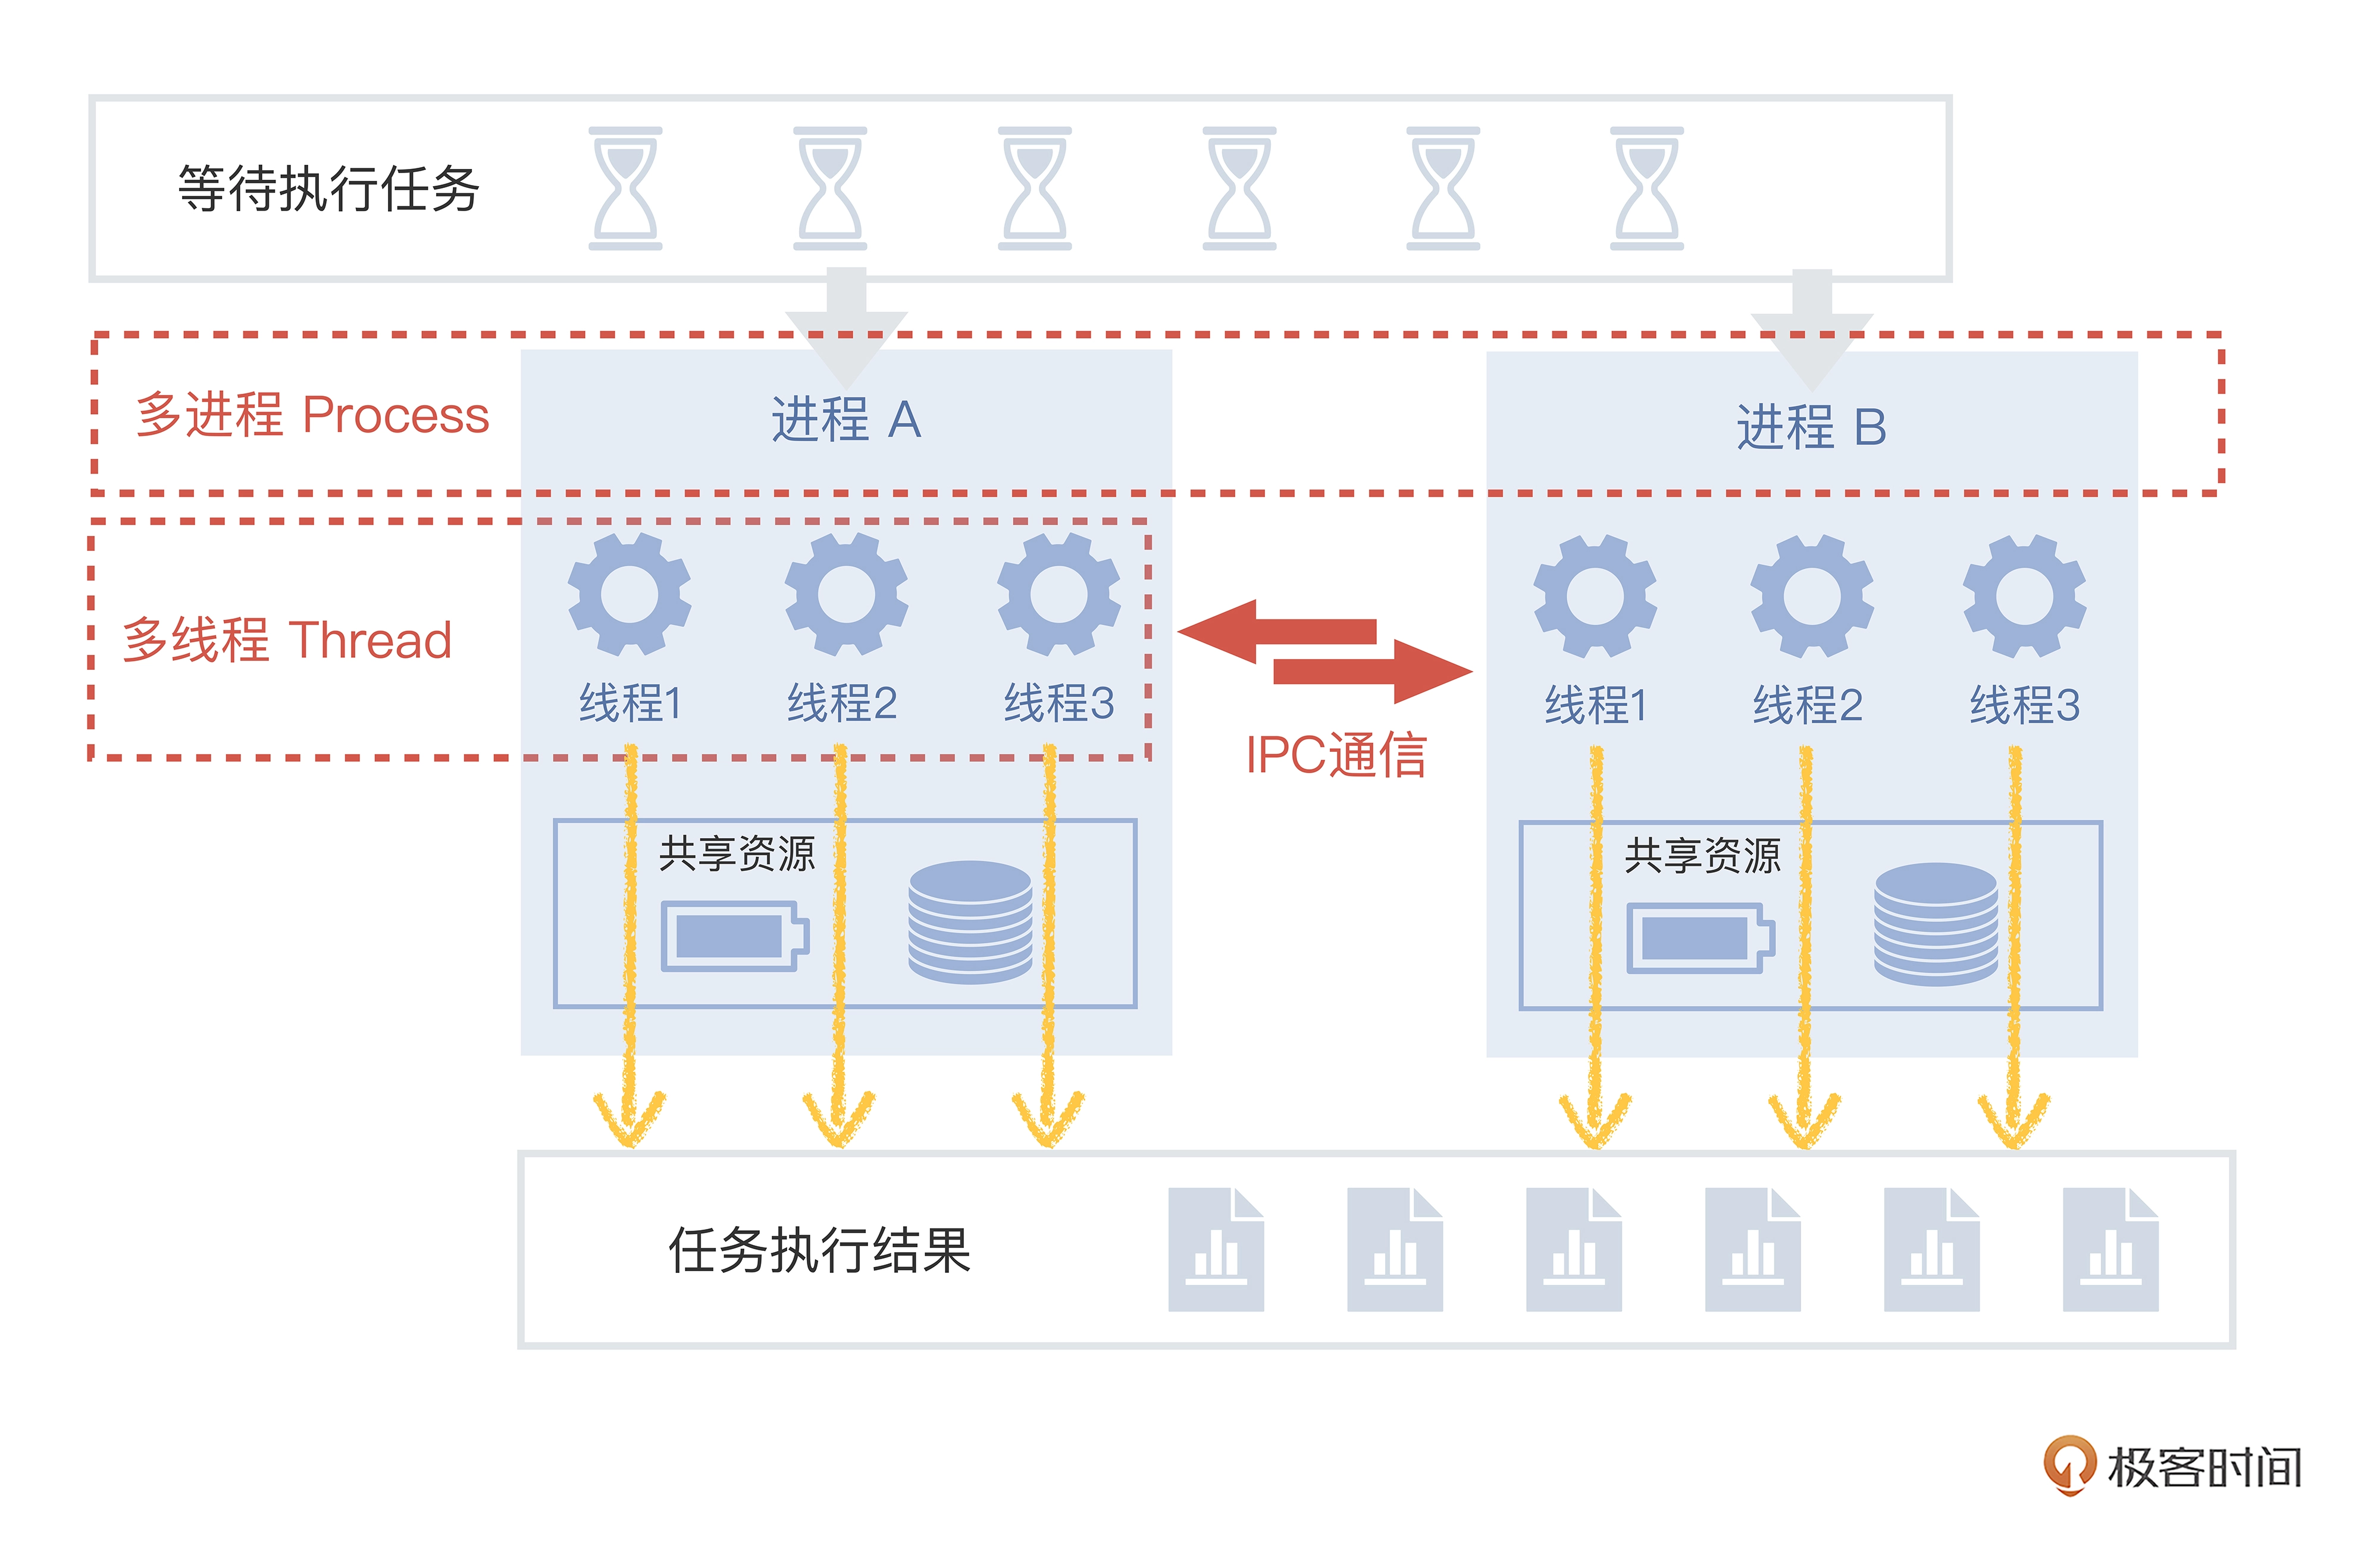 等待执行任务
多进程 Process
进程 A
进程 B
多线程 Thread
线程1
线程2
线程3
线程1
线程2
线程3
IPC通信
共享资源
共享资源
任务执行结果
极客时间